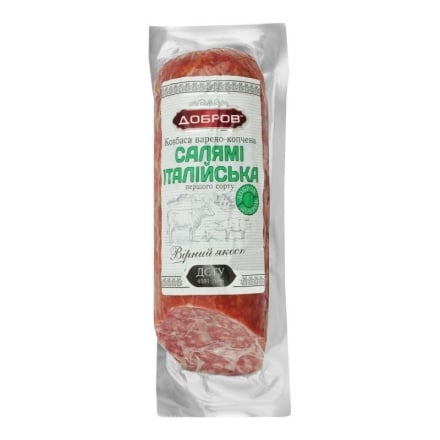 ДОБРОВ
Ковбаса варено-копчена
САЛЯМІ
ІТАЛІЙСЬКА
першого сорту
Вірний якості
ДСТУ